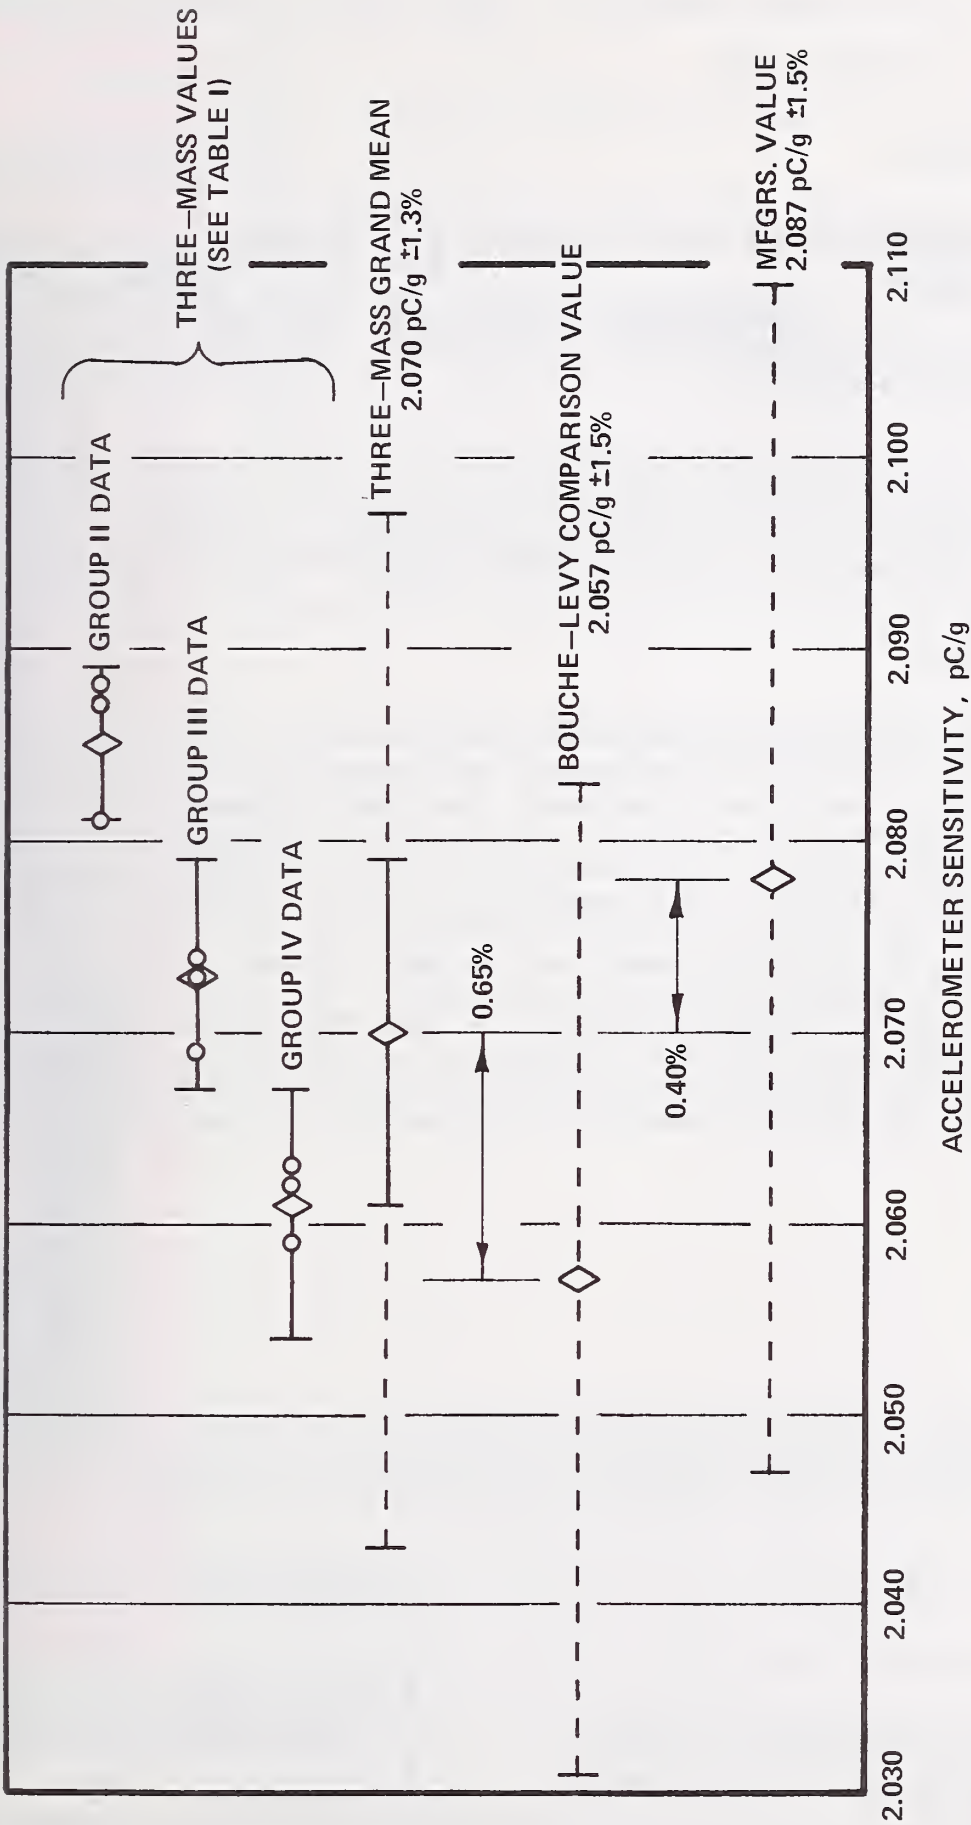 THREE–MASS VALUES
(SEE TABLE I)
GROUP II DATA
GROUP III DATA
GROUP IV DATA
THREE–MASS GRAND MEAN
2.070 pC/g ±1.3%
0.65%
BOUCHE–LEVY COMPARISON VALUE
2.057 pC/g ±1.5%
0.40%
MFGRS. VALUE
2.087 pC/g ±1.5%
2.030 2.040 2.050 2.060 2.070 2.080 2.090 2.100 2.110
ACCELEROMETER SENSITIVITY, pC/g